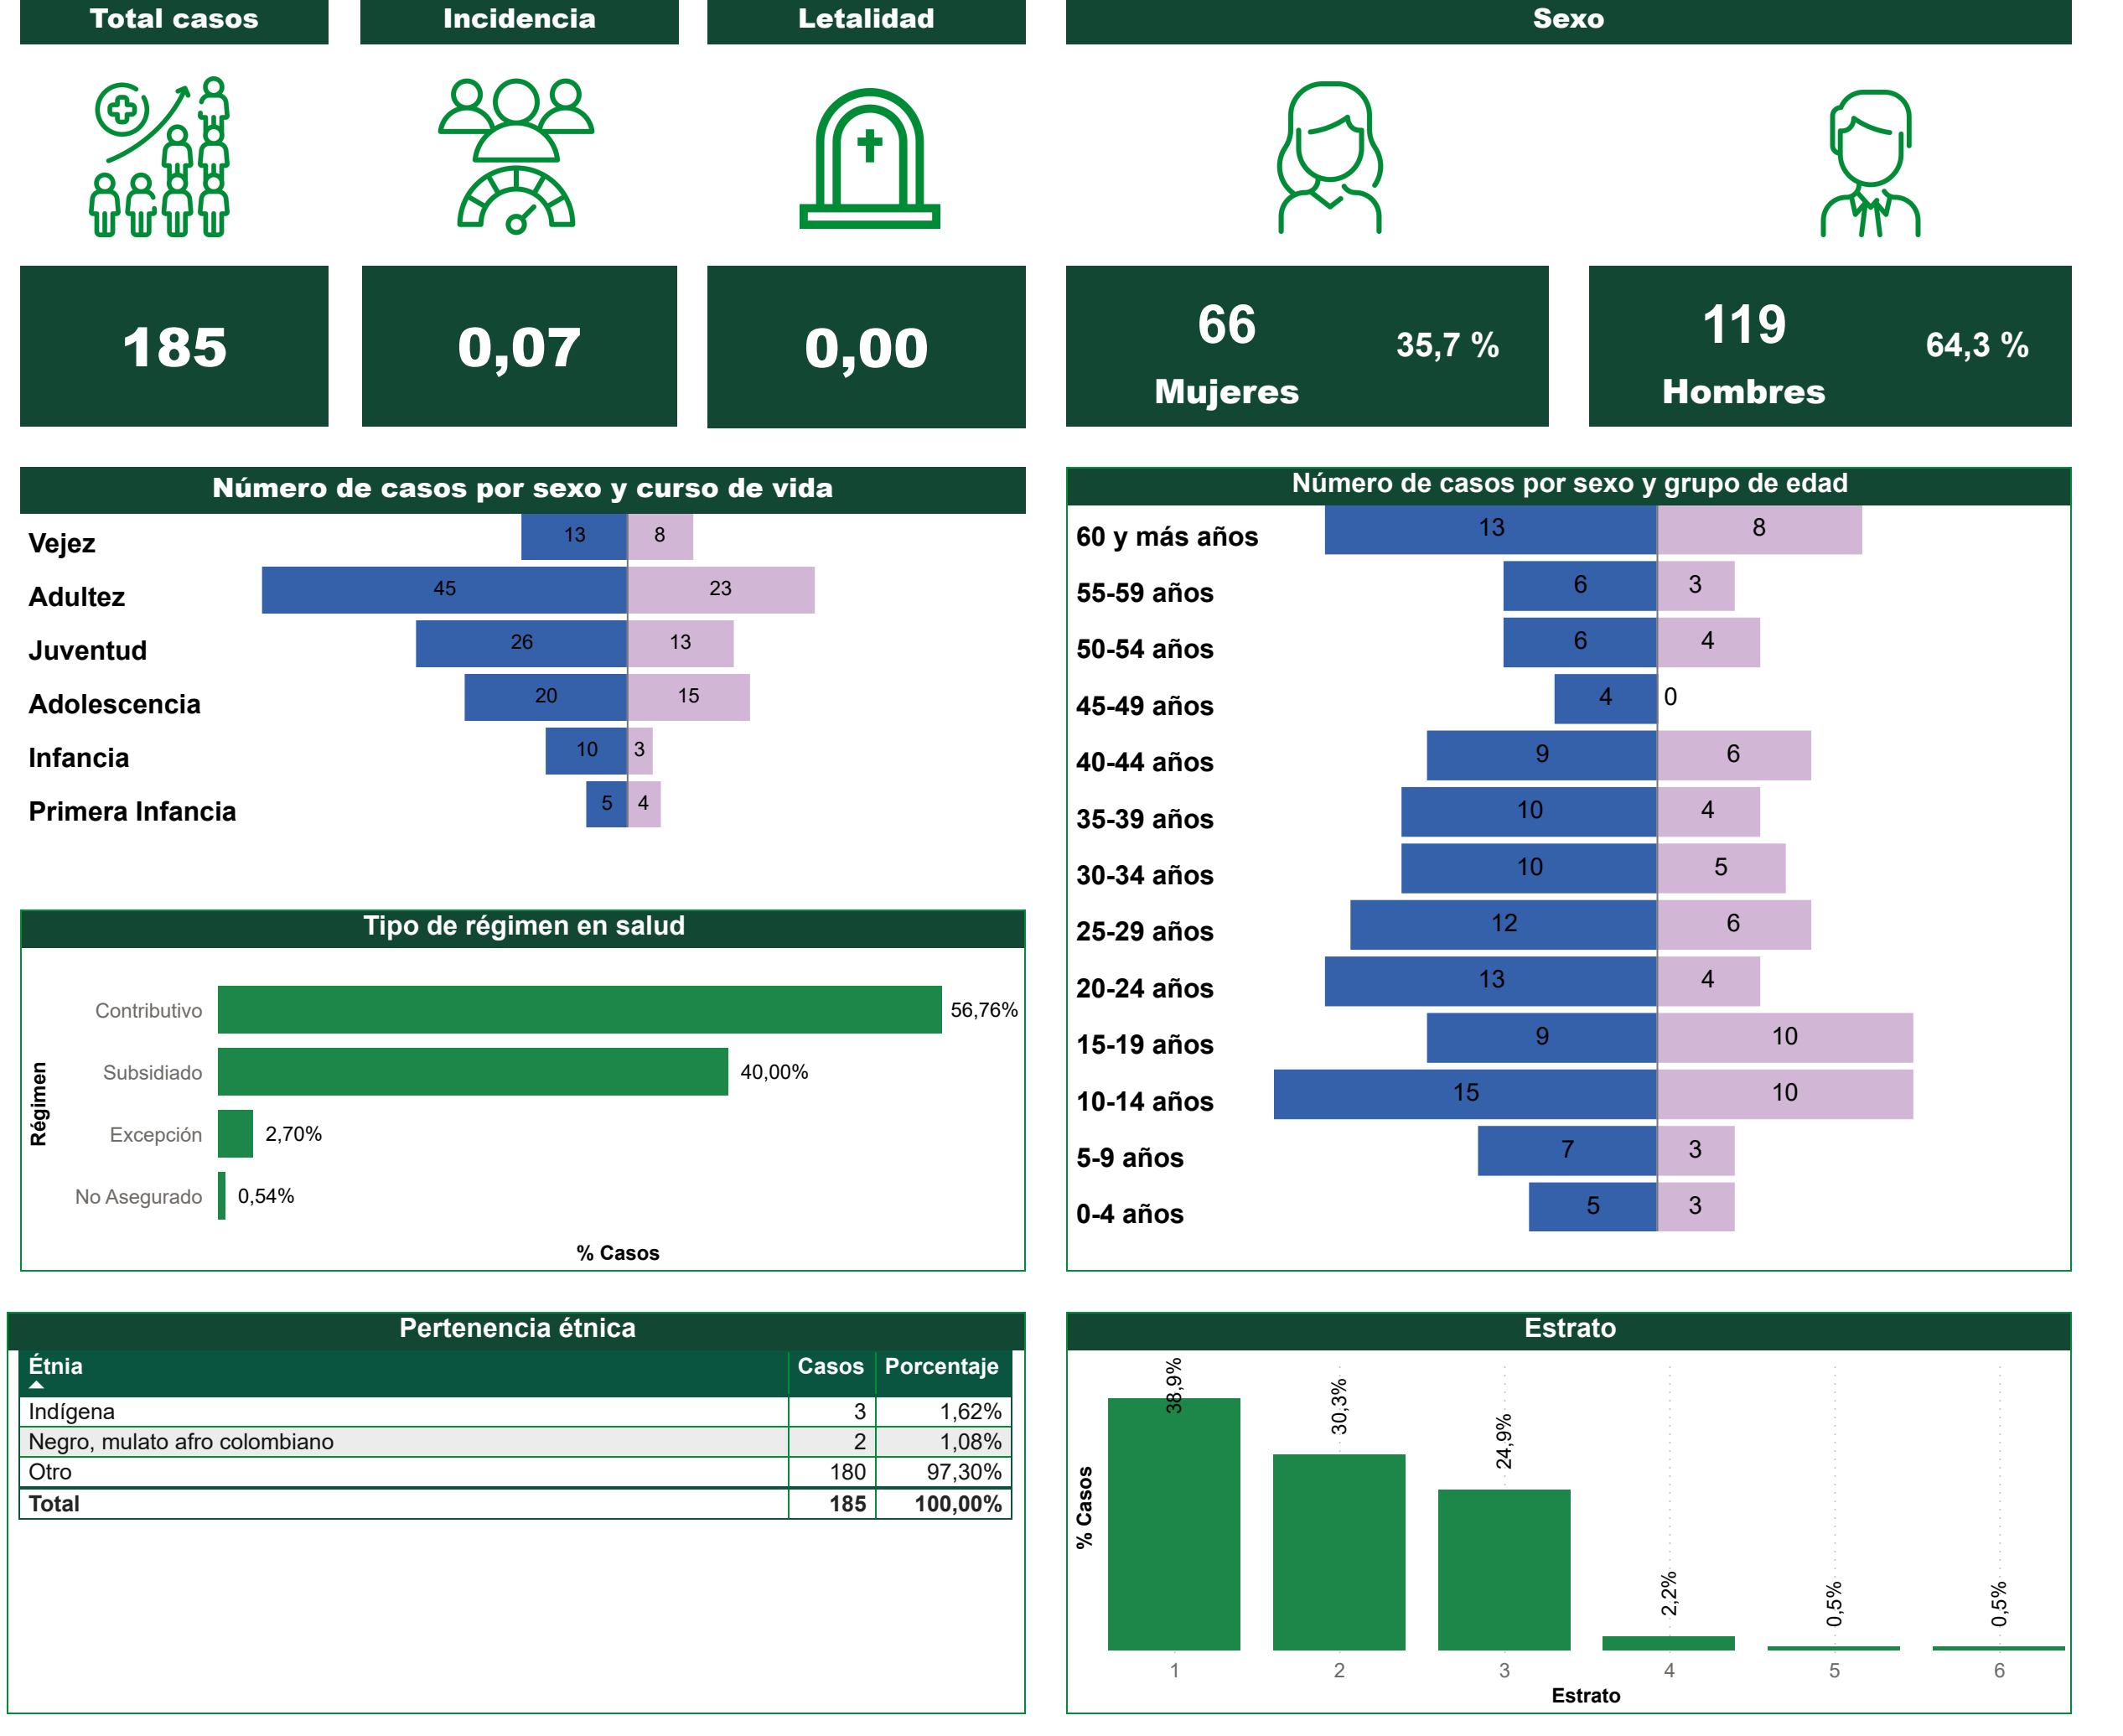 Total casos
Incidencia
Letalidad
Sexo
185
0,07
0,00
66
35,7 %
Mujeres
119
64,3 %
Hombres
Número de casos por sexo y curso de vida
Vejez 13 8
Adultez 45 23
Juventud 26 13
Adolescencia 20 15
Infancia 10 3
Primera Infancia 5 4
Número de casos por sexo y grupo de edad
60 y más años 13 8
55-59 años 6 3
50-54 años 6 4
45-49 años 4 0
40-44 años 9 6
35-39 años 10 4
30-34 años 10 5
25-29 años 12 6
20-24 años 13 4
15-19 años 9 10
10-14 años 15 10
5-9 años 7 3
0-4 años 5 3
Tipo de régimen en salud
Régimen
Contributivo 56,76%
Subsidiado 40,00%
Excepción 2,70%
No Asegurado 0,54%
% Casos
Pertenencia étnica
Étnia Casos Porcentaje
Indígena 3 1,62%
Negro, mulato afro colombiano 2 1,08%
Otro 180 97,30%
Total 185 100,00%
Estrato
% Casos
38,9% 30,3% 24,9% 2,2% 0,5% 0,5%
1 2 3 4 5 6
Estrato